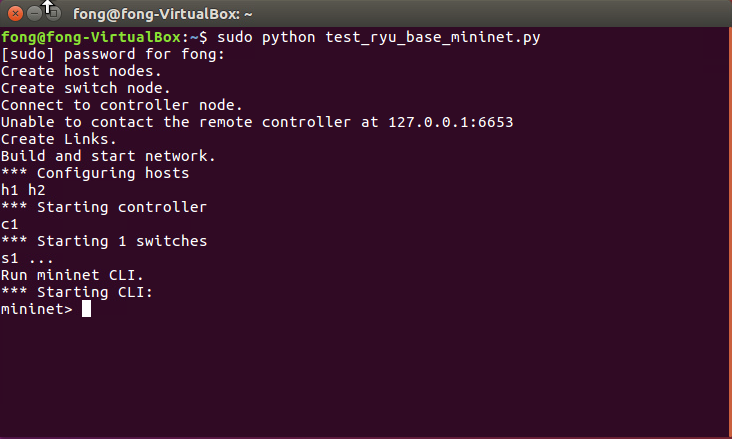 fong@fong-VirtualBox: ~
fong@fong-VirtualBox:~$ sudo python test_ryu_base_mininet.py
[sudo] password for fong:
Create host nodes.
Create switch node.
Connect to controller node.
Unable to contact the remote controller at 127.0.0.1:6653
Create Links.
Build and start network.
*** Configuring hosts
h1 h2
*** Starting controller
c1
*** Starting 1 switches
s1 ...
Run mininet CLI.
*** Starting CLI:
mininet>